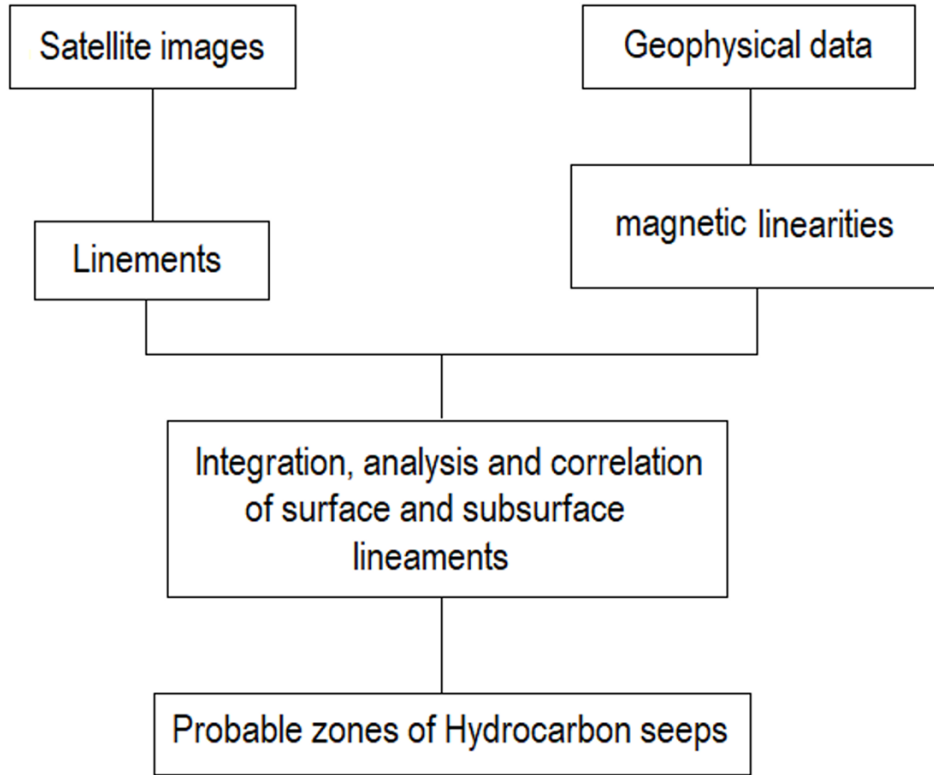 Satellite images
Geophysical data
magnetic linearities
Linements
Integration, analysis and correlation
of surface and subsurface
lineaments
Probable zones of Hydrocarbon seeps